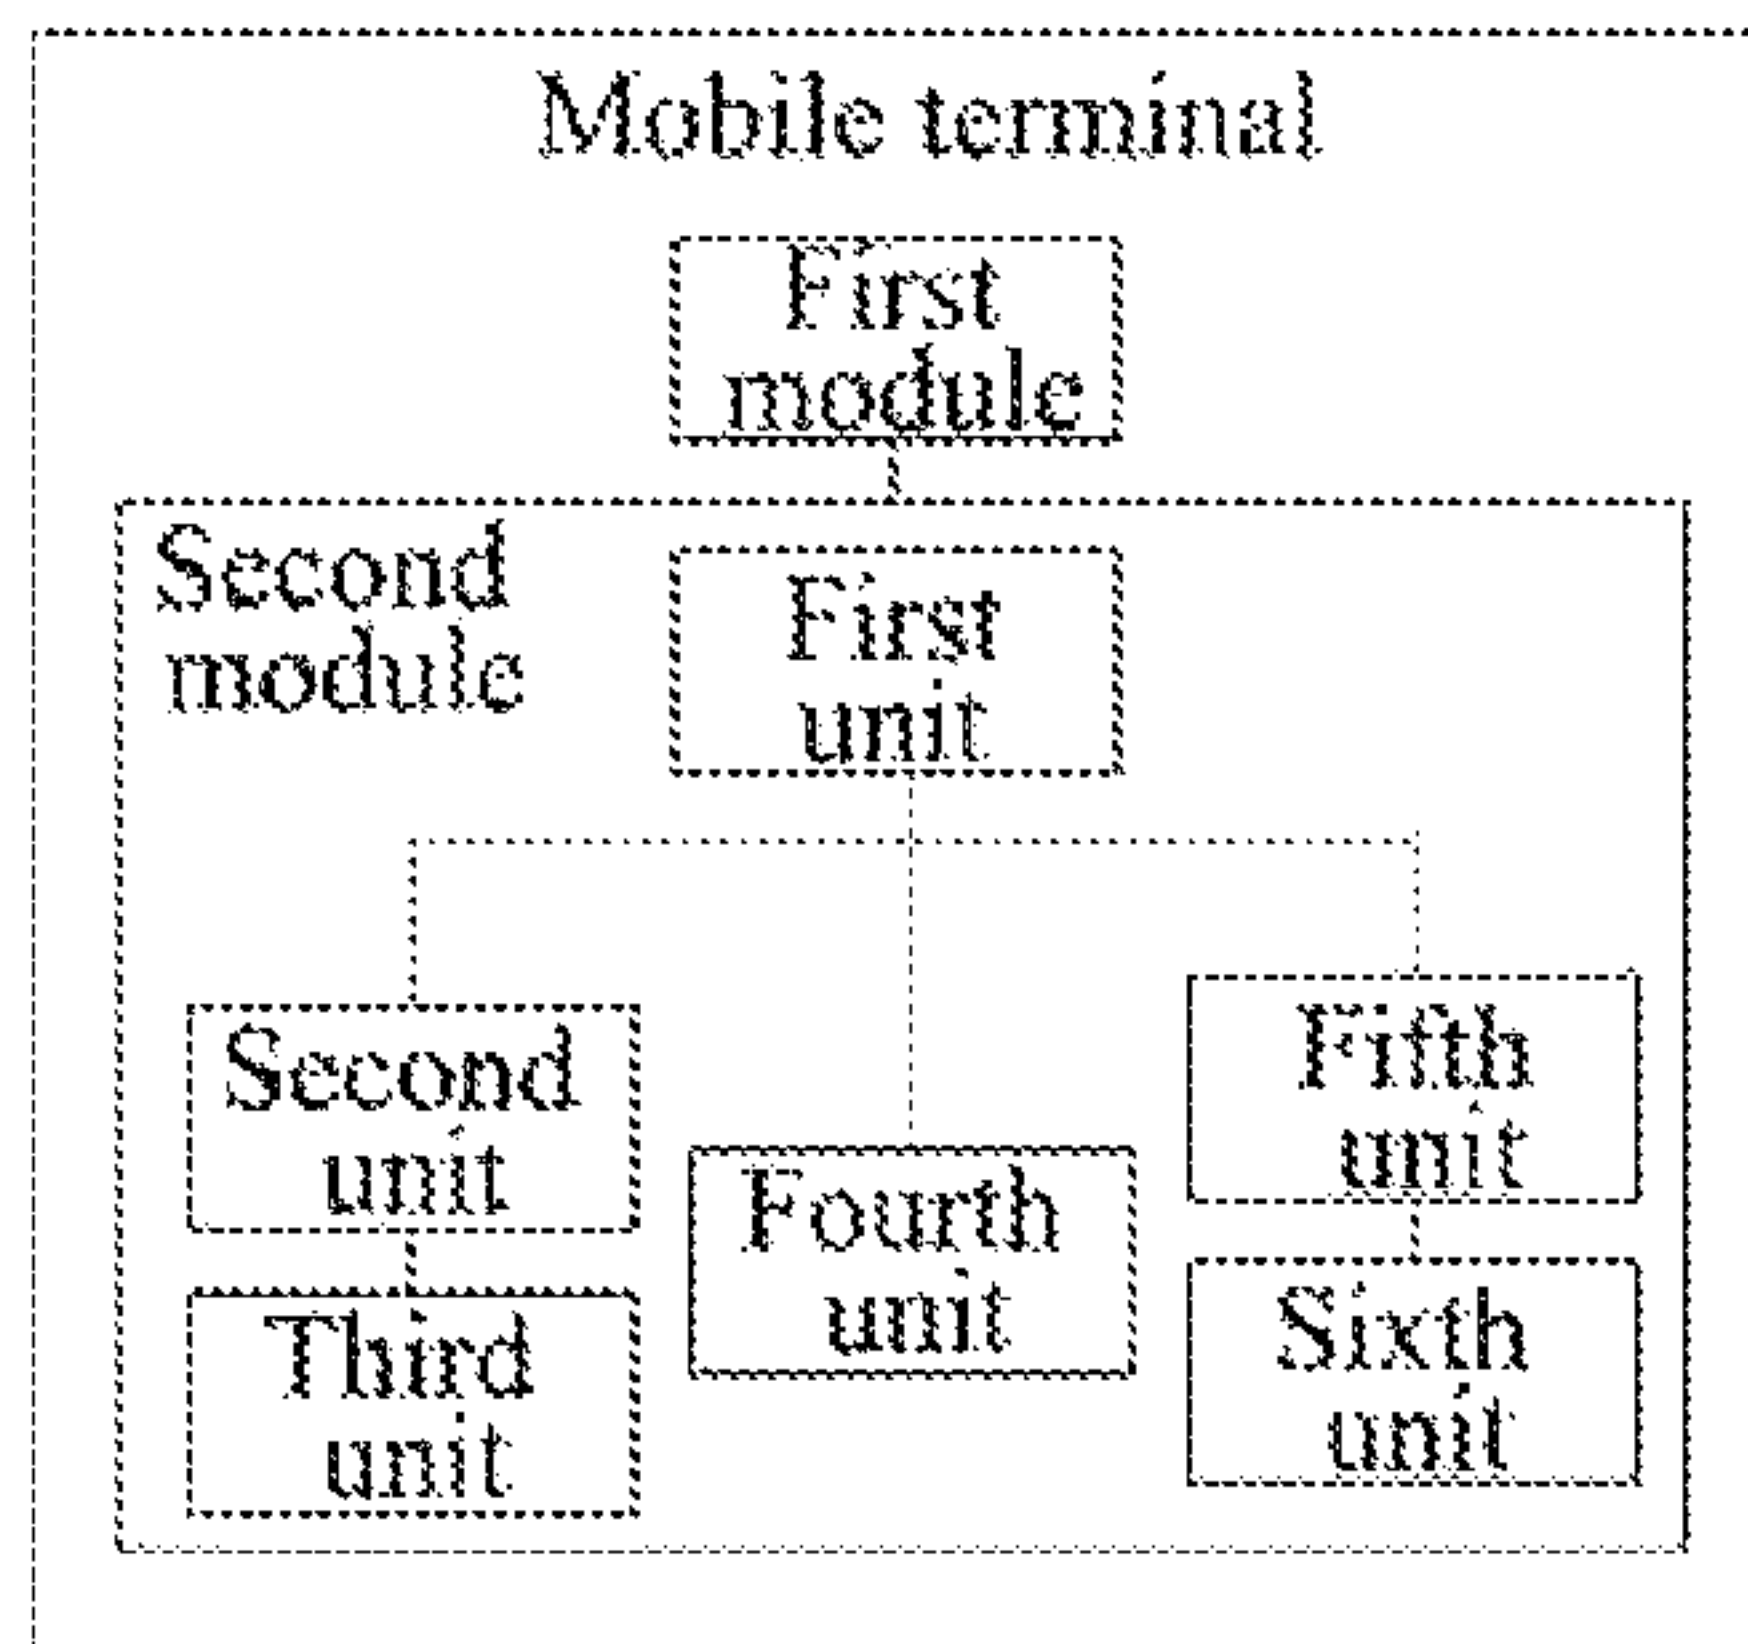 Mobile terminal
First
module
Second
module
First
unit
Second
unit
Third
unit
Fourth
unit
Fifth
unit
Sixth
unit